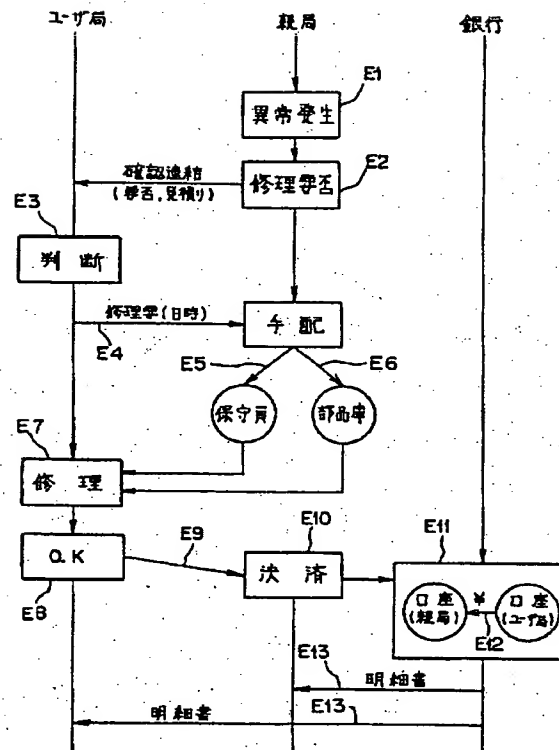 ユーザ局
親局
銀行
E1
異常発生
E2
修理要否
確認連絡
(要否,見積り)
E3
判断
修理要(日時)
E4
手配
E5
E6
保守員
部品庫
E7
修理
O.K
E8
E9
E10
決済
E11
口座
(親局)
¥
口座
(ユーザ局)
E12
E13
明細書
明細書
E13